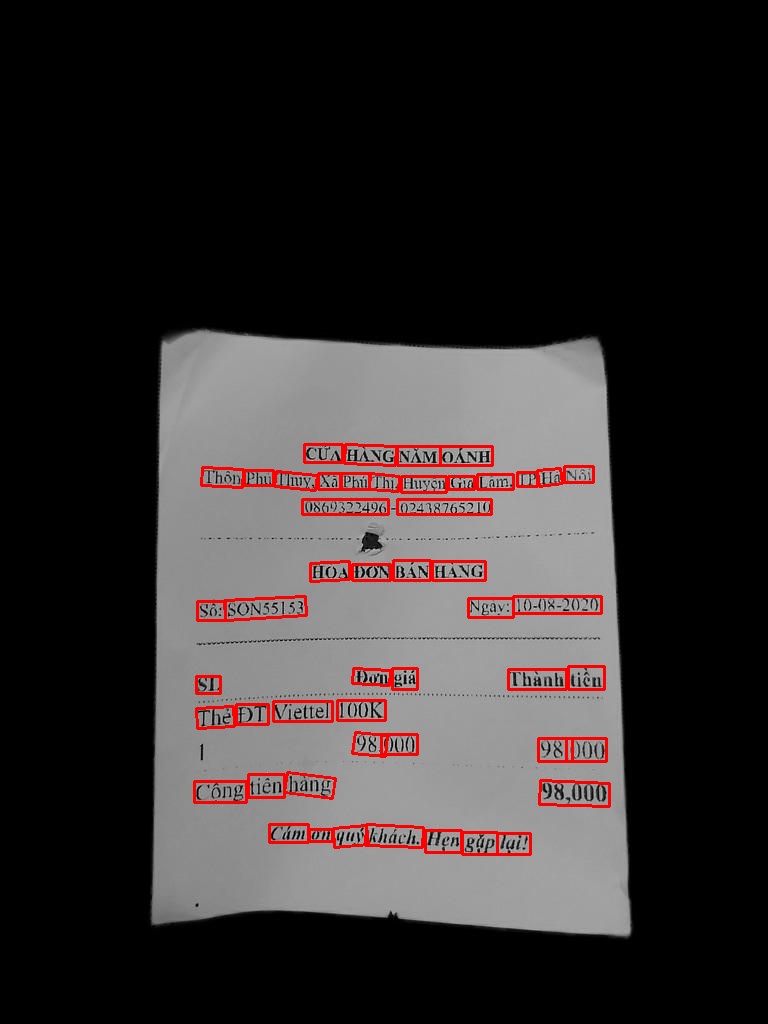 CỬA HÀNG NĂM OÁNH
Thôn Phú Thụy, Xã Phú Thị, Huyện Gia Lâm, TP Hà Nội
0869322496 - 02438765210
HÓA ĐƠN BÁN HÀNG
Số: SON55153 Ngày: 10-08-2020
SL Đơn giá Thành tiền
Thẻ ĐT Viettel 100K
1 98,000 98,000
Cộng tiền hàng 98,000
Cám ơn quý khách. Hẹn gặp lại!